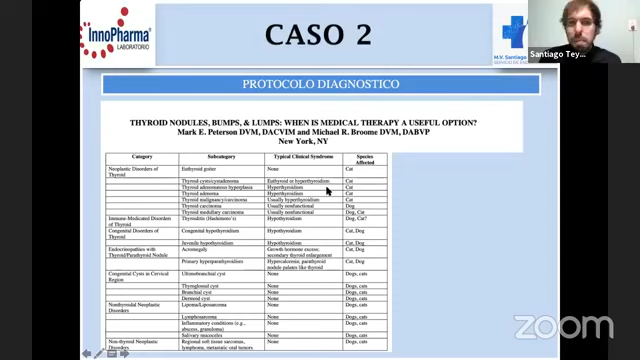 InnoPharma
LABORATORIO
CASO 2
M.V. Santiago
Santiago Tey...
PROTOCOLO DIAGNOSTICO
THYROID NODULES, BUMPS, & LUMPS: WHEN IS MEDICAL THERAPY A USEFUL OPTION?
Mark E. Peterson DVM, DACVIM and Michael R. Broome DVM, DABVP
New York, NY
Category Subcategory Typical Clinical Syndrome Species Affected
Neoplastic Disorders of Thyroid Euthyroid goiter None Cat
Thyroid cysts/cystadenoma Euthyroid or hyperthyroidism Cat
Thyroid adenomatous hyperplasia Hyperthyroidism Cat
Thyroid adenoma Hyperthyroidism Cat
Thyroid malignancy/carcinoma Usually hyperthyroidism Cat
Thyroid carcinoma Usually nonfunctional Dog
Thyroid medullary carcinoma Usually nonfunctional Dog, Cat
Immune-Medicated Disorders of Thyroid Thyroiditis (Hashimoto's) Hypothyroidism Dog, Cat?
Congenital Disorders of Thyroid Congenital hypothyroidism Hypothyroidism Cat, Dog
Juvenile hypothyroidism Hypothyroidism Cat, Dog
Endocrinopathies with Thyroid/Parathyroid Nodule Acromegaly Growth hormone excess; secondary thyroid enlargement Cat, Dog
Primary hyperparathyroidism Hypercalcemia; parathyroid nodule palates like thyroid Cat, Dog
Congenital Cysts in Cervical Region Ultimobranchial cyst None Dogs, cats
Thyroglossal cyst None Dogs, cats
Branchial cyst None Dogs, cats
Dermoid cyst None Dogs, cats
Nonthyroidal Neoplastic Disorders Lipoma/Liposarcoma None Dogs, cats
Lymphosarcoma None Dogs, cats
Inflammatory conditions (e.g., abscess, granuloma) None Dogs, cats
Salivary mucoceles None Dogs, cats
Non-thyroid Neoplastic Disorders Regional soft tissue sarcomas, lymphoma, metastatic oral tumors None Dogs, cats
zoom